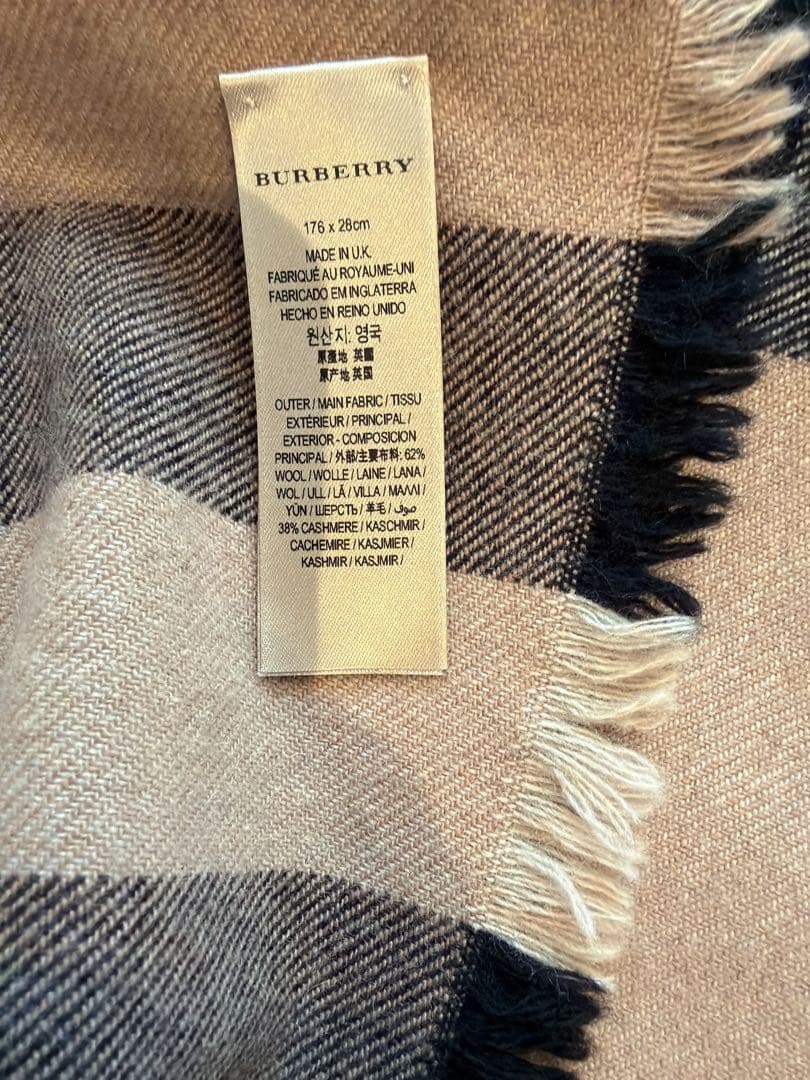 BURBERRY
176 x 28cm
MADE IN U.K.
FABRIQUÉ AU ROYAUME-UNI
FABRICADO EM INGLATERRA
HECHO EN REINO UNIDO
원산지: 영국
原產地 英國
原产地 英国
OUTER / MAIN FABRIC / TISSU
EXTÉRIEUR / PRINCIPAL /
EXTERIOR - COMPOSICION
PRINCIPAL / 外部/主要布料: 62%
WOOL / WOLLE / LAINE / LANA /
WOL / ULL / LÃ / VILLA / ΜΑΛΛΙ /
YÜN / ШЕРСТЬ / 羊毛 / صوف /
38% CASHMERE / KASCHMIR /
CACHEMIRE / KASJMIER /
KASHMIR / KASJMIR /